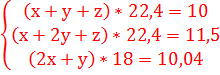 (x + y + z) * 22,4 = 10
(x + 2y + z) * 22,4 = 11,5
(2x + y) * 18 = 10,04